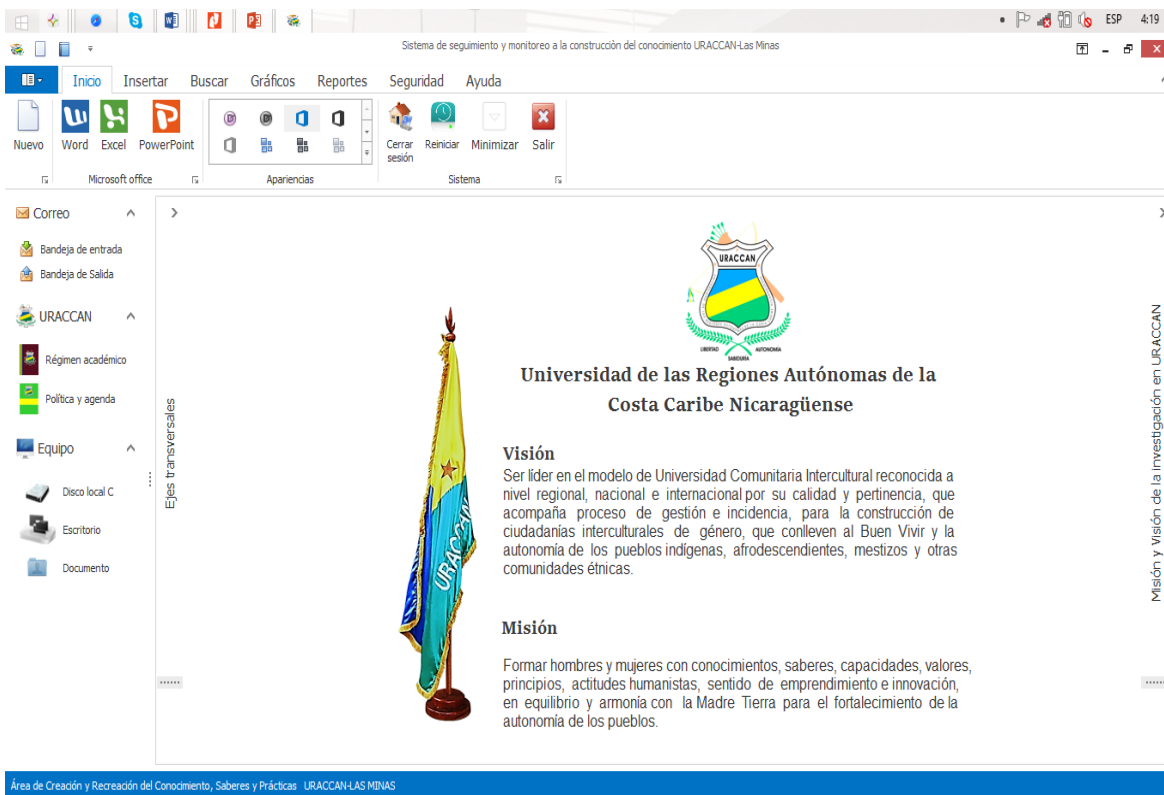 ESP 4:19
Sistema de seguimiento y monitoreo a la construcciòn del conocimiento URACCAN-Las Minas
Inicio Insertar Buscar Gráficos Reportes Seguridad Ayuda
Nuevo Word Excel PowerPoint Cerrar sesión Reiniciar Minimizar Salir
Microsoft office Apariencias Sistema
Correo
Bandeja de entrada
Bandeja de Salida
URACCAN
Régimen académico
Política y agenda
Equipo
Disco local C
Escritorio
Documento
Ejes transversales
URACCAN
LIBERTAD
SABIDURIA
AUTONOMIA
Universidad de las Regiones Autónomas de la
Costa Caribe Nicaragüense
URACCAN
Visión
Ser líder en el modelo de Universidad Comunitaria Intercultural reconocida a
nivel regional, nacional e internacional por su calidad y pertinencia, que
acompaña proceso de gestión e incidencia, para la construcción de
ciudadanías interculturales de género, que conlleven al Buen Vivir y la
autonomía de los pueblos indígenas, afrodescendientes, mestizos y otras
comunidades étnicas.
Misión
Formar hombres y mujeres con conocimientos, saberes, capacidades, valores,
principios, actitudes humanistas, sentido de emprendimiento e innovación,
en equilibrio y armonía con la Madre Tierra para el fortalecimiento de la
autonomía de los pueblos.
Misión y Visión de la Investigación en URACCAN
Área de Creación y Recreación del Conocimiento, Saberes y Prácticas URACCAN-LAS MINAS